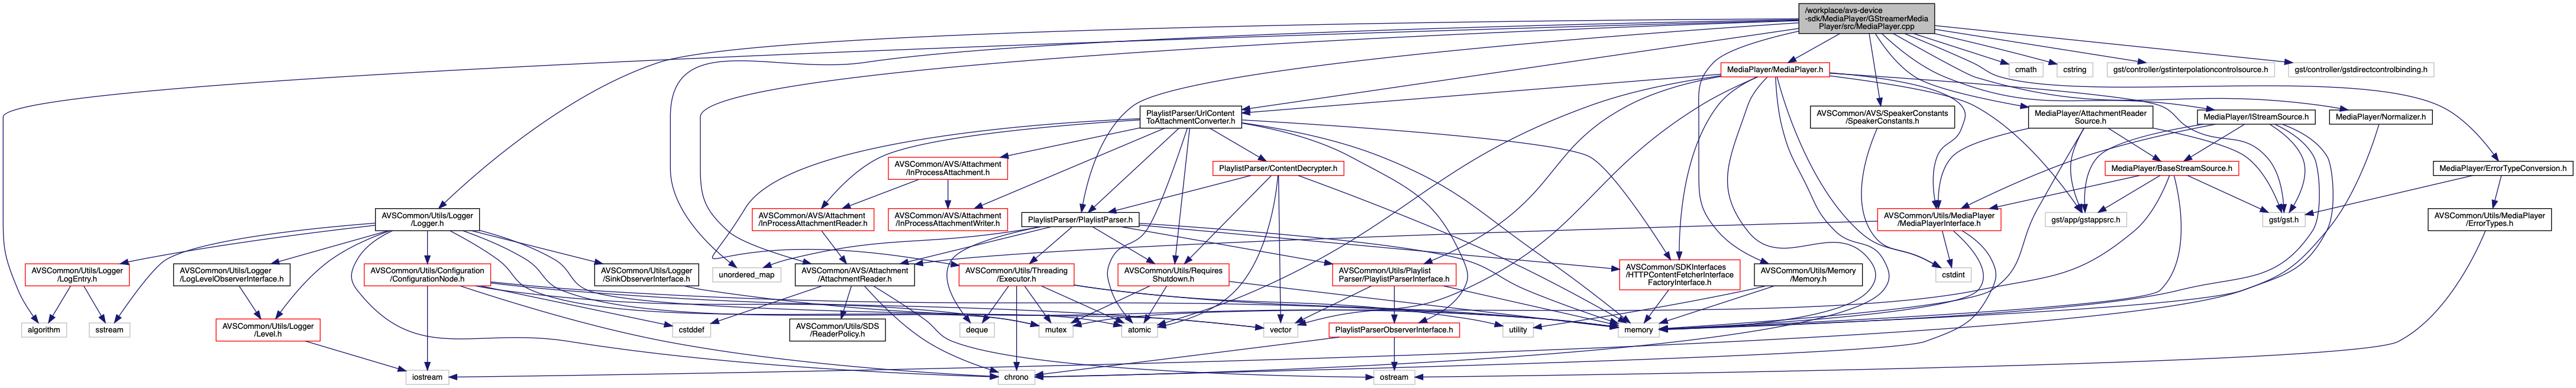 /workplace/avs-device
-sdk/MediaPlayer/GStreamerMedia
Player/src/MediaPlayer.cpp
MediaPlayer/MediaPlayer.h
cmath
cstring
gst/controller/gstinterpolationcontrolsource.h
gst/controller/gstdirectcontrolbinding.h
PlaylistParser/UrlContent
ToAttachmentConverter.h
AVSCommon/AVS/SpeakerConstants
/SpeakerConstants.h
MediaPlayer/AttachmentReader
Source.h
MediaPlayer/IStreamSource.h
MediaPlayer/Normalizer.h
AVSCommon/AVS/Attachment
/InProcessAttachment.h
PlaylistParser/ContentDecrypter.h
MediaPlayer/BaseStreamSource.h
MediaPlayer/ErrorTypeConversion.h
AVSCommon/Utils/Logger
/Logger.h
AVSCommon/AVS/Attachment
/InProcessAttachmentReader.h
AVSCommon/AVS/Attachment
/InProcessAttachmentWriter.h
PlaylistParser/PlaylistParser.h
AVSCommon/Utils/MediaPlayer
/MediaPlayerInterface.h
gst/app/gstappsrc.h
gst/gst.h
AVSCommon/Utils/MediaPlayer
/ErrorTypes.h
AVSCommon/Utils/Logger
/LogEntry.h
AVSCommon/Utils/Logger
/LogLevelObserverInterface.h
AVSCommon/Utils/Configuration
/ConfigurationNode.h
AVSCommon/Utils/Logger
/SinkObserverInterface.h
unordered_map
AVSCommon/AVS/Attachment
/AttachmentReader.h
AVSCommon/Utils/Threading
/Executor.h
AVSCommon/Utils/Requires
Shutdown.h
AVSCommon/Utils/Playlist
Parser/PlaylistParserInterface.h
AVSCommon/SDKInterfaces
/HTTPContentFetcherInterface
FactoryInterface.h
AVSCommon/Utils/Memory
/Memory.h
cstdint
algorithm
sstream
AVSCommon/Utils/Logger
/Level.h
cstddef
AVSCommon/Utils/SDS
/ReaderPolicy.h
deque
mutex
atomic
vector
PlaylistParserObserverInterface.h
utility
memory
iostream
chrono
ostream